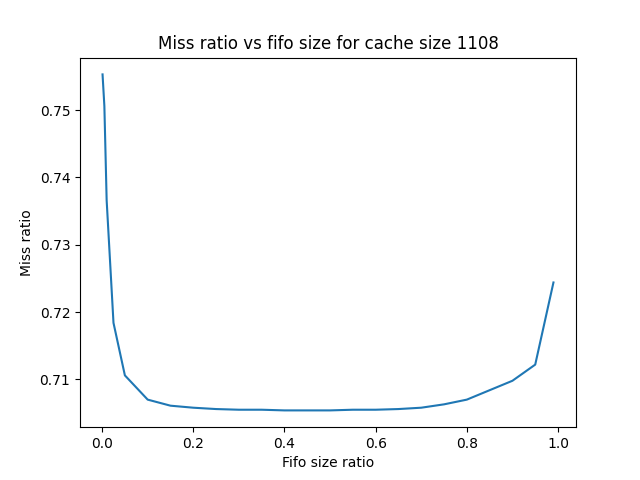 Miss ratio vs fifo size for cache size 1108
Miss ratio
0.75
0.74
0.73
0.72
0.71
0.0 0.2 0.4 0.6 0.8 1.0
Fifo size ratio